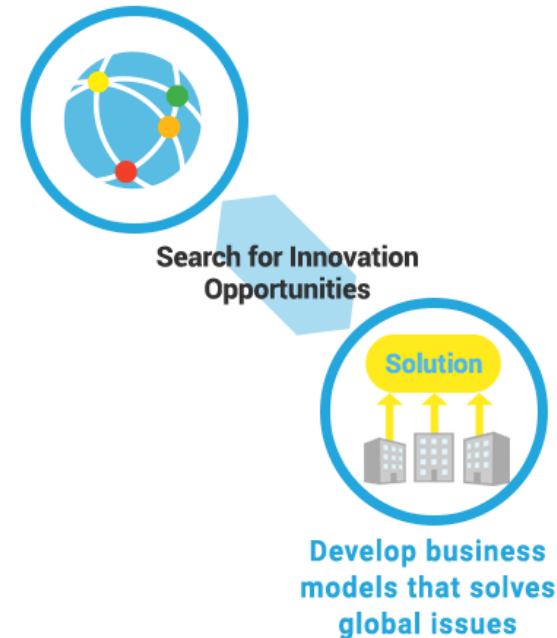 Search for Innovation
Opportunities
Solution
Develop business
models that solves
global issues